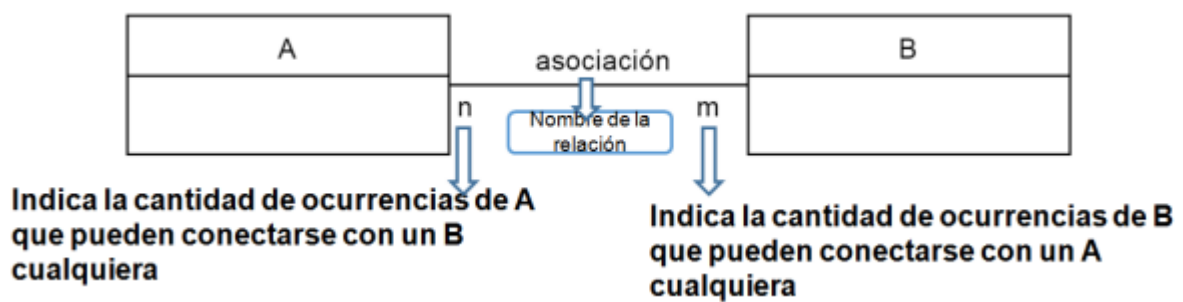 A
asociación
B
n
Nombre de la
relación
m
Indica la cantidad de ocurrencias de A
que pueden conectarse con un B
cualquiera
Indica la cantidad de ocurrencias de B
que pueden conectarse con un A
cualquiera